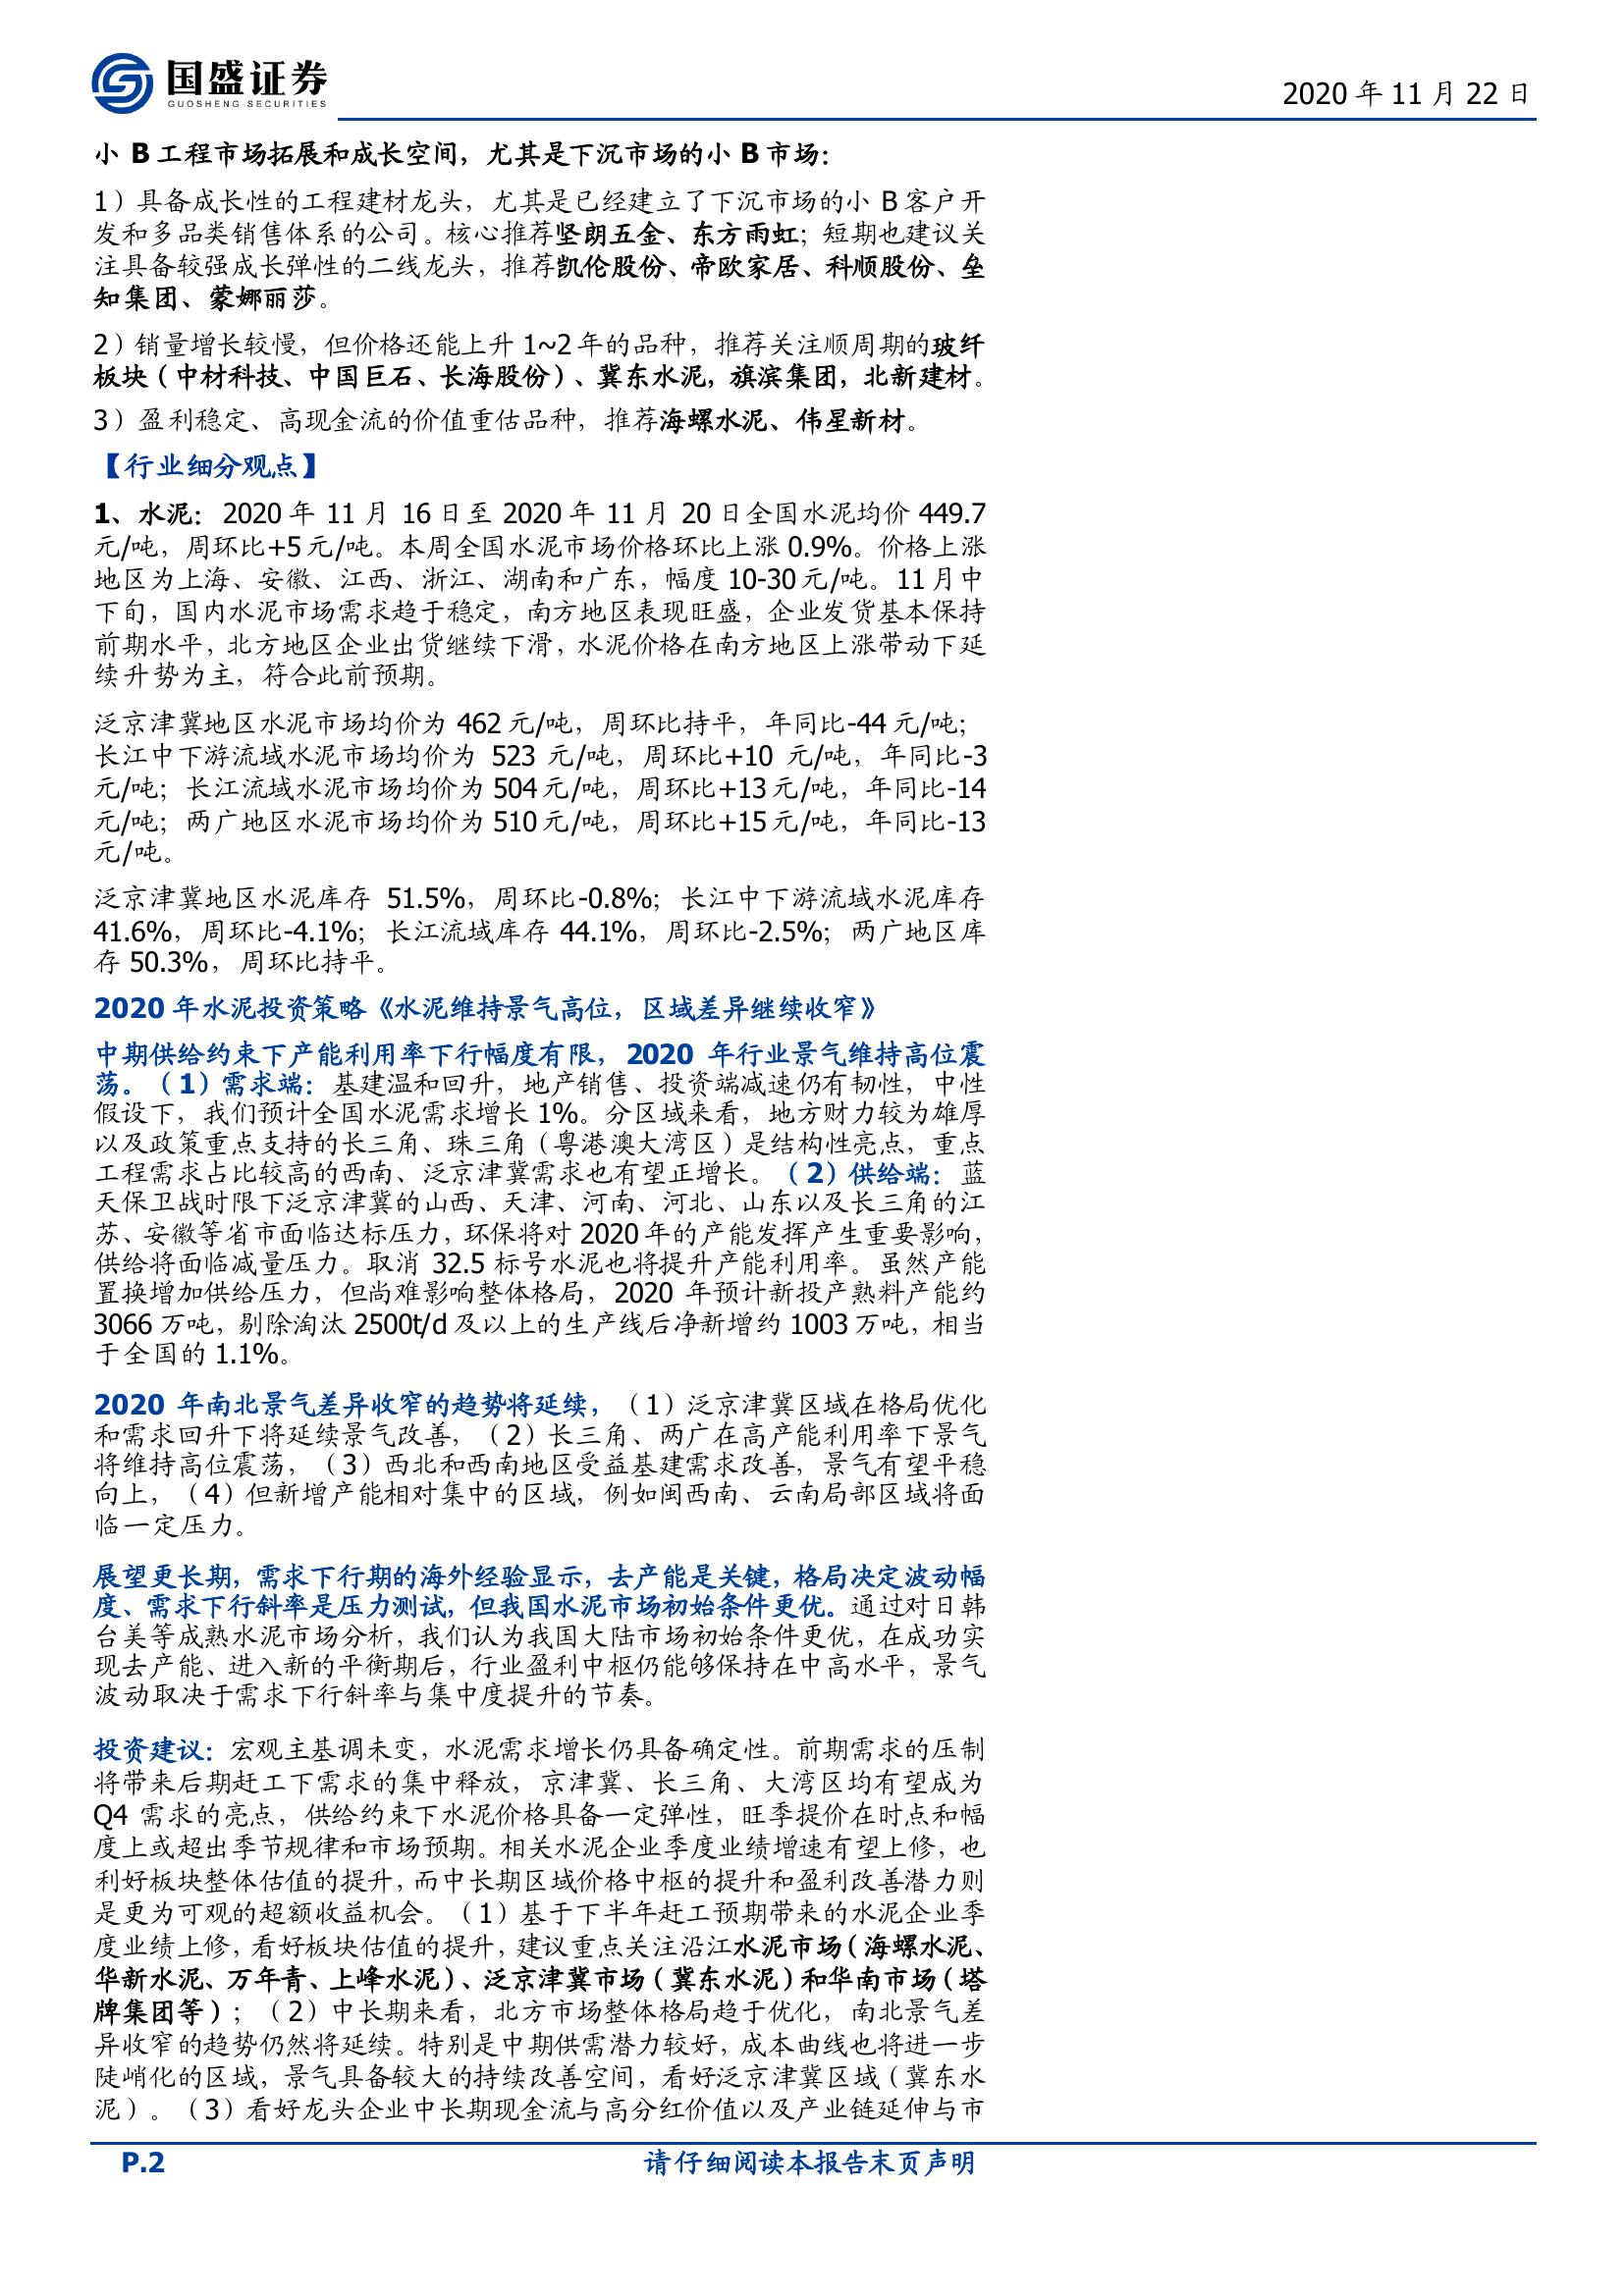 国盛证券
GUOSHENG SECURITIES
2020 年 11 月 22 日
小 B 工程市场拓展和成长空间，尤其是下沉市场的小 B 市场：
1）具备成长性的工程建材龙头，尤其是已经建立了下沉市场的小 B 客户开
发和多品类销售体系的公司。核心推荐坚朗五金、东方雨虹；短期也建议关
注具备较强成长弹性的二线龙头，推荐凯伦股份、帝欧家居、科顺股份、垒
知集团、蒙娜丽莎。
2）销量增长较慢，但价格还能上升 1~2 年的品种，推荐关注顺周期的玻纤
板块（中材科技、中国巨石、长海股份）、冀东水泥，旗滨集团，北新建材。
3）盈利稳定、高现金流的价值重估品种，推荐海螺水泥、伟星新材。
【行业细分观点】
1、水泥：2020 年 11 月 16 日至 2020 年 11 月 20 日全国水泥均价 449.7
元/吨，周环比+5 元/吨。本周全国水泥市场价格环比上涨 0.9%。价格上涨
地区为上海、安徽、江西、浙江、湖南和广东，幅度 10-30 元/吨。11 月中
下旬，国内水泥市场需求趋于稳定，南方地区表现旺盛，企业发货基本保持
前期水平，北方地区企业出货继续下滑，水泥价格在南方地区上涨带动下延
续升势为主，符合此前预期。
泛京津冀地区水泥市场均价为 462 元/吨，周环比持平，年同比-44 元/吨；
长江中下游流域水泥市场均价为 523 元/吨，周环比+10 元/吨，年同比-3
元/吨；长江流域水泥市场均价为 504 元/吨，周环比+13 元/吨，年同比-14
元/吨；两广地区水泥市场均价为 510 元/吨，周环比+15 元/吨，年同比-13
元/吨。
泛京津冀地区水泥库存 51.5%，周环比-0.8%；长江中下游流域水泥库存
41.6%，周环比-4.1%；长江流域库存 44.1%，周环比-2.5%；两广地区库
存 50.3%，周环比持平。
2020 年水泥投资策略《水泥维持景气高位，区域差异继续收窄》
中期供给约束下产能利用率下行幅度有限，2020 年行业景气维持高位震
荡。（1）需求端：基建温和回升，地产销售、投资端减速仍有韧性，中性
假设下，我们预计全国水泥需求增长 1%。分区域来看，地方财力较为雄厚
以及政策重点支持的长三角、珠三角（粤港澳大湾区）是结构性亮点，重点
工程需求占比较高的西南、泛京津冀需求也有望正增长。（2）供给端：蓝
天保卫战时限下泛京津冀的山西、天津、河南、河北、山东以及长三角的江
苏、安徽等省市面临达标压力，环保将对 2020 年的产能发挥产生重要影响，
供给将面临减量压力。取消 32.5 标号水泥也将提升产能利用率。虽然产能
置换增加供给压力，但尚难影响整体格局，2020 年预计新投产熟料产能约
3066 万吨，剔除淘汰 2500t/d 及以上的生产线后净新增约 1003 万吨，相当
于全国的 1.1%。
2020 年南北景气差异收窄的趋势将延续，（1）泛京津冀区域在格局优化
和需求回升下将延续景气改善，（2）长三角、两广在高产能利用率下景气
将维持高位震荡，（3）西北和西南地区受益基建需求改善，景气有望平稳
向上，（4）但新增产能相对集中的区域，例如闽西南、云南局部区域将面
临一定压力。
展望更长期，需求下行期的海外经验显示，去产能是关键，格局决定波动幅
度、需求下行斜率是压力测试，但我国水泥市场初始条件更优。通过对日韩
台美等成熟水泥市场分析，我们认为我国大陆市场初始条件更优，在成功实
现去产能、进入新的平衡期后，行业盈利中枢仍能够保持在中高水平，景气
波动取决于需求下行斜率与集中度提升的节奏。
投资建议：宏观主基调未变，水泥需求增长仍具备确定性。前期需求的压制
将带来后期赶工下需求的集中释放，京津冀、长三角、大湾区均有望成为
Q4 需求的亮点，供给约束下水泥价格具备一定弹性，旺季提价在时点和幅
度上或超出季节规律和市场预期。相关水泥企业季度业绩增速有望上修，也
利好板块整体估值的提升，而中长期区域价格中枢的提升和盈利改善潜力则
是更为可观的超额收益机会。（1）基于下半年赶工预期带来的水泥企业季
度业绩上修，看好板块估值的提升，建议重点关注沿江水泥市场（海螺水泥、
华新水泥、万年青、上峰水泥）、泛京津冀市场（冀东水泥）和华南市场（塔
牌集团等）；（2）中长期来看，北方市场整体格局趋于优化，南北景气差
异收窄的趋势仍然将延续。特别是中期供需潜力较好，成本曲线也将进一步
陡峭化的区域，景气具备较大的持续改善空间，看好泛京津冀区域（冀东水
泥）。（3）看好龙头企业中长期现金流与高分红价值以及产业链延伸与市
P.2
请仔细阅读本报告末页声明